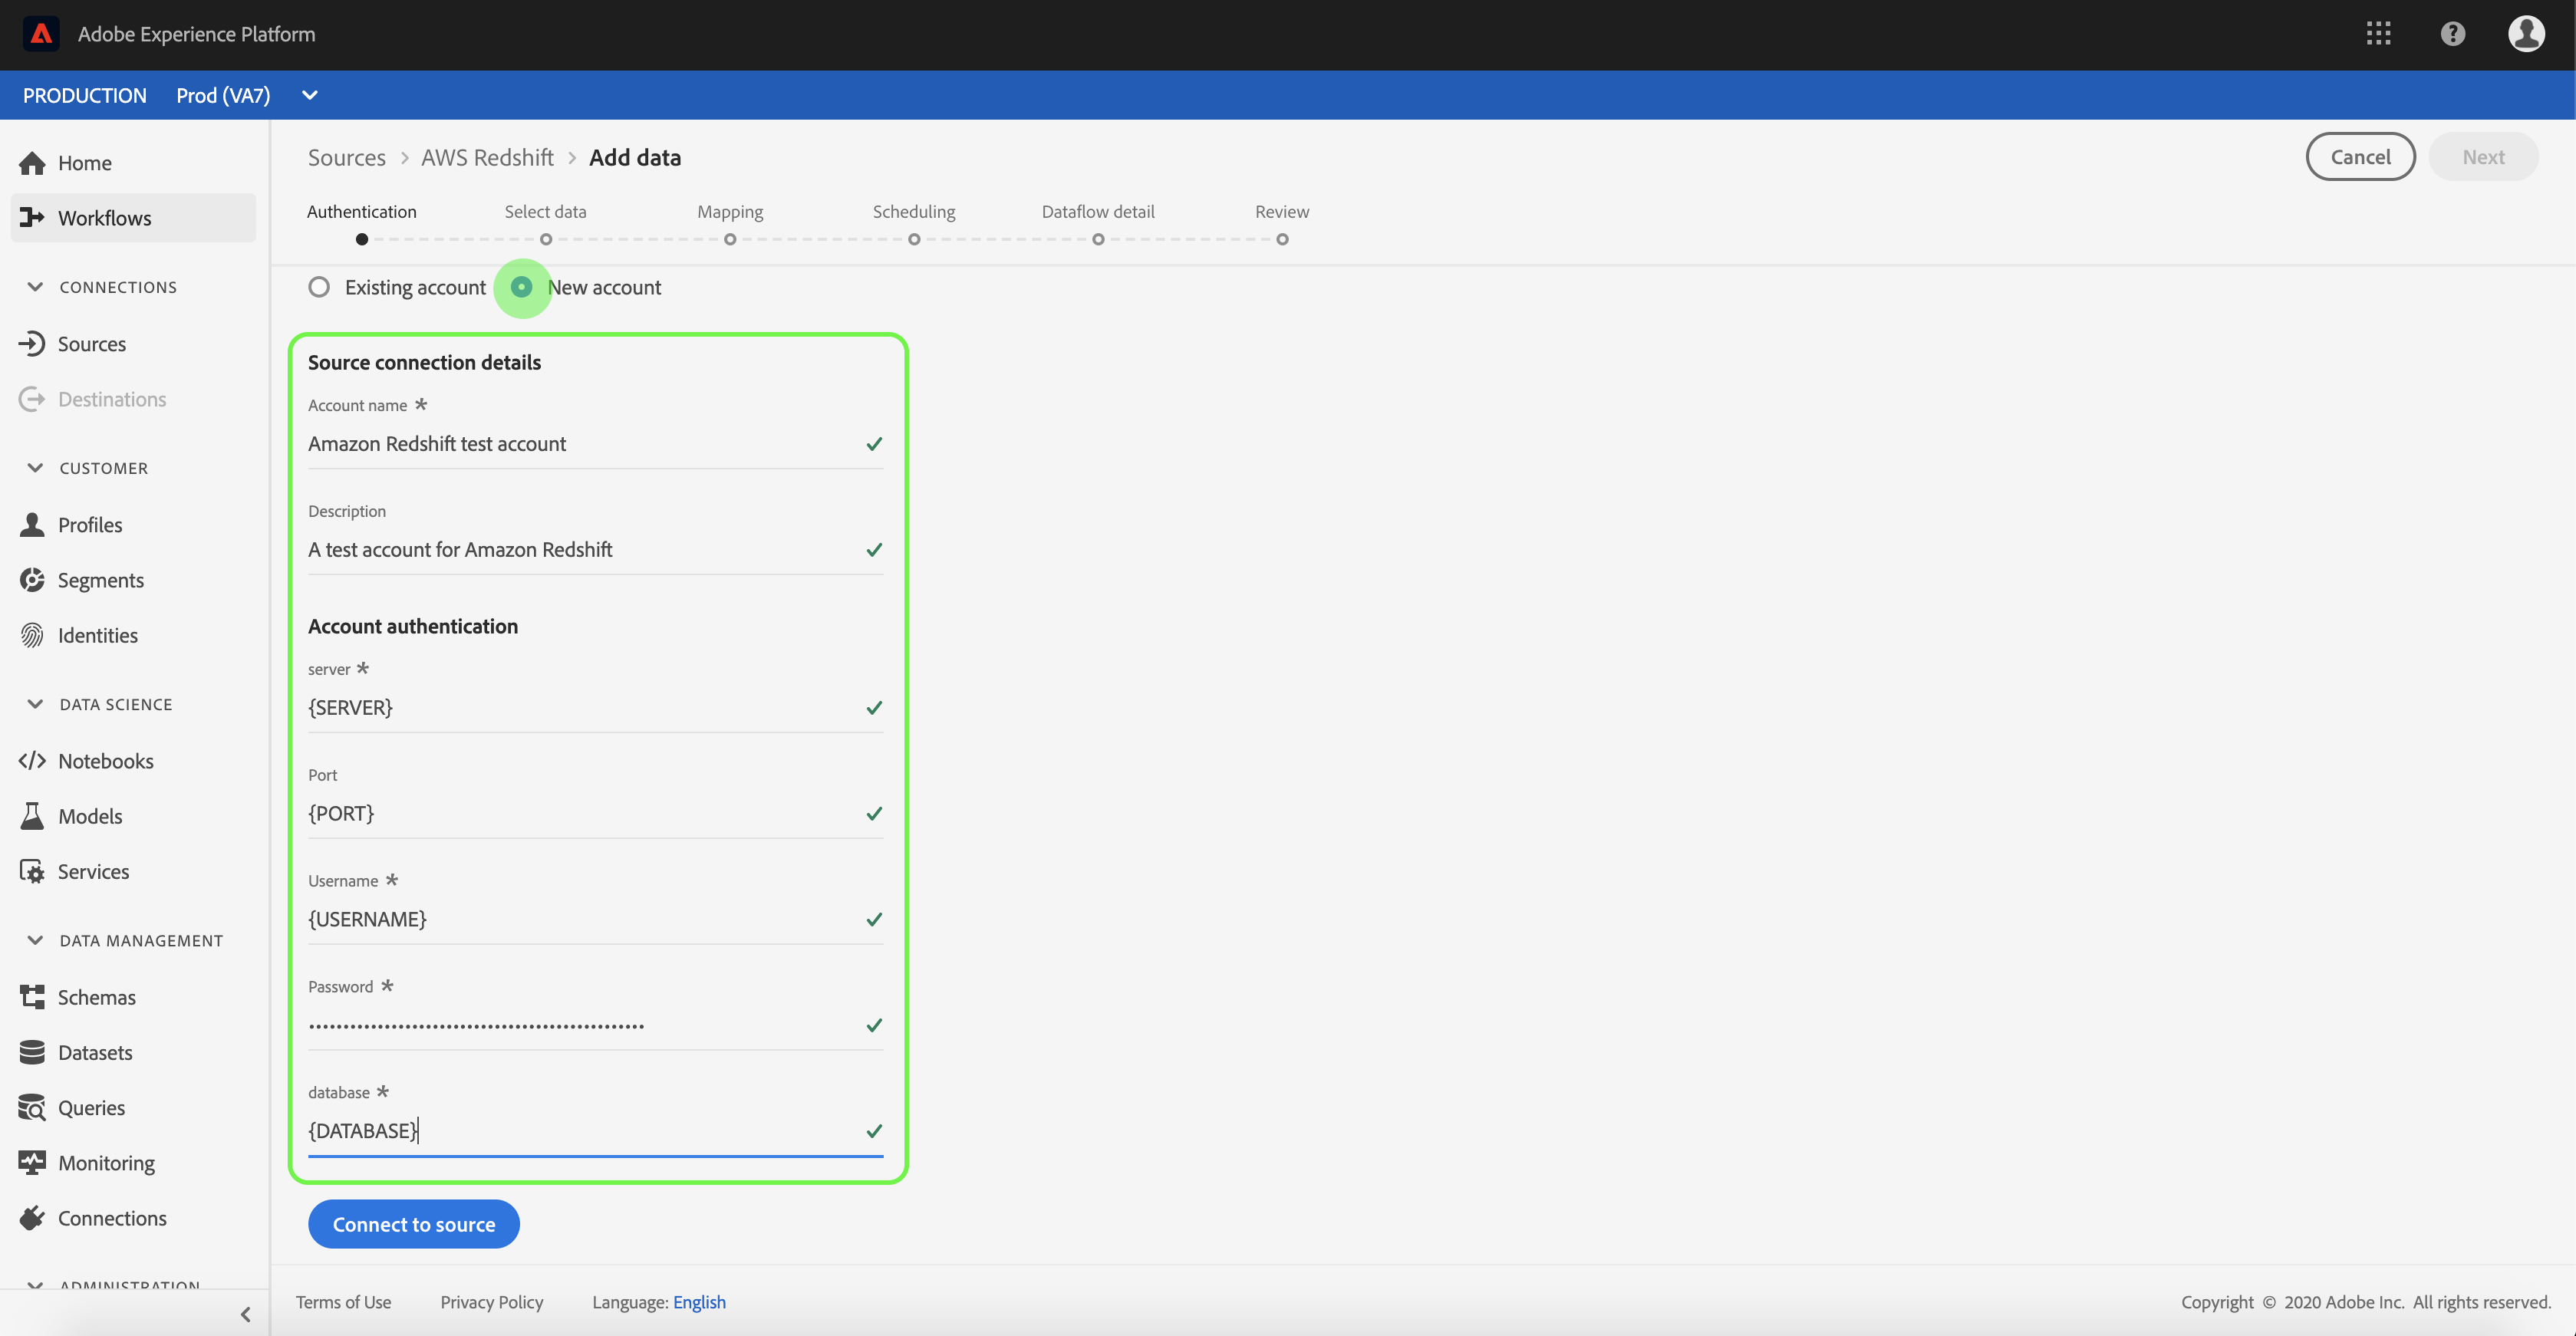 Adobe Experience Platform
PRODUCTION Prod (VA7)
Home
Workflows
CONNECTIONS
Sources
Destinations
CUSTOMER
Profiles
Segments
Identities
DATA SCIENCE
Notebooks
Models
Services
DATA MANAGEMENT
Schemas
Datasets
Queries
Monitoring
Connections
ADMINISTRATION
Sources > AWS Redshift > Add data
Cancel Next
Authentication Select data Mapping Scheduling Dataflow detail Review
Existing account New account
Source connection details
Account name *
Amazon Redshift test account
Description
A test account for Amazon Redshift
Account authentication
server *
{SERVER}
Port
{PORT}
Username *
{USERNAME}
Password *
database *
{DATABASE}
Connect to source
Terms of Use Privacy Policy Language: English
Copyright © 2020 Adobe Inc. All rights reserved.